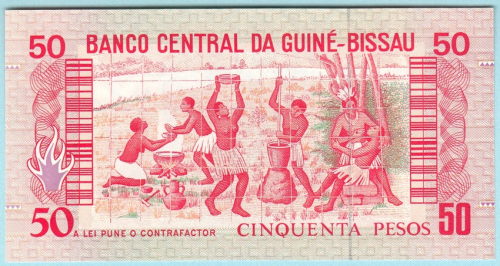 50 BANCO CENTRAL DA GUINÉ-BISSAU 50
50 A LEI PUNE O CONTRAFACTOR CINQUENTA PESOS 50